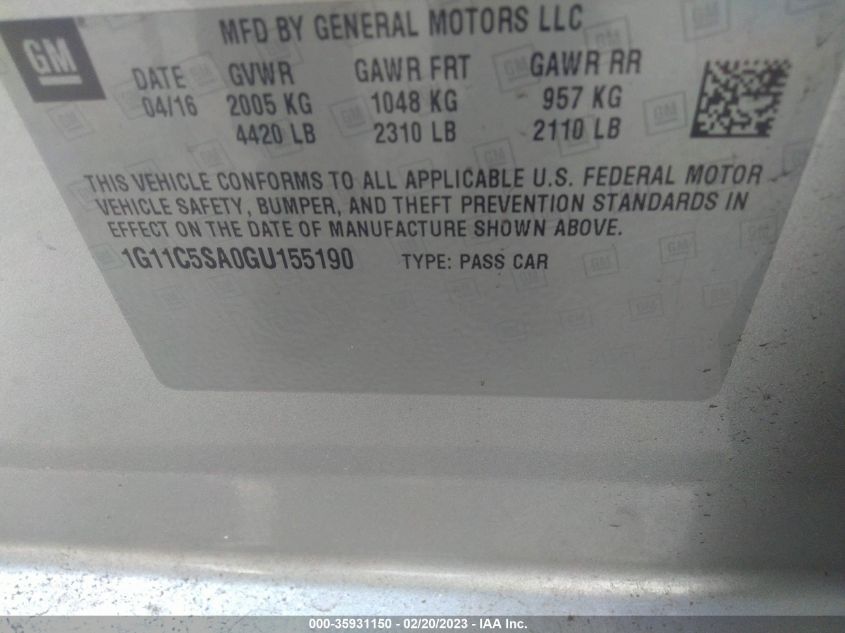 GM
MFD BY GENERAL MOTORS LLC
DATE GVWR GAWR FRT GAWR RR
04/16 2005 KG 1048 KG 957 KG
4420 LB 2310 LB 2110 LB
THIS VEHICLE CONFORMS TO ALL APPLICABLE U.S. FEDERAL MOTOR
VEHICLE SAFETY, BUMPER, AND THEFT PREVENTION STANDARDS IN
EFFECT ON THE DATE OF MANUFACTURE SHOWN ABOVE.
1G11C5SA0GU155190 TYPE: PASS CAR
000-35931150 - 02/20/2023 - IAA Inc.